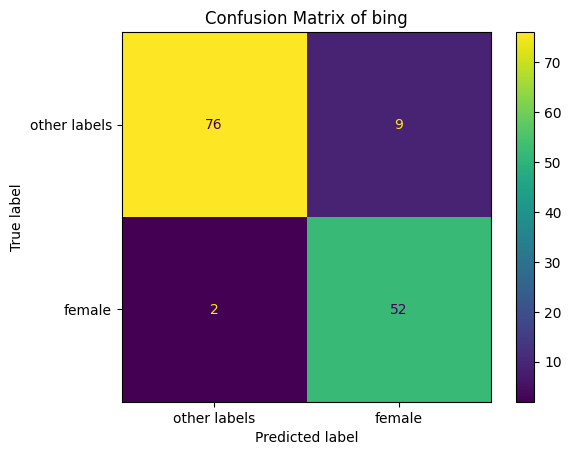 Confusion Matrix of bing
other labels
76
9
female
2
52
other labels
female
Predicted label
True label
70
60
50
40
30
20
10